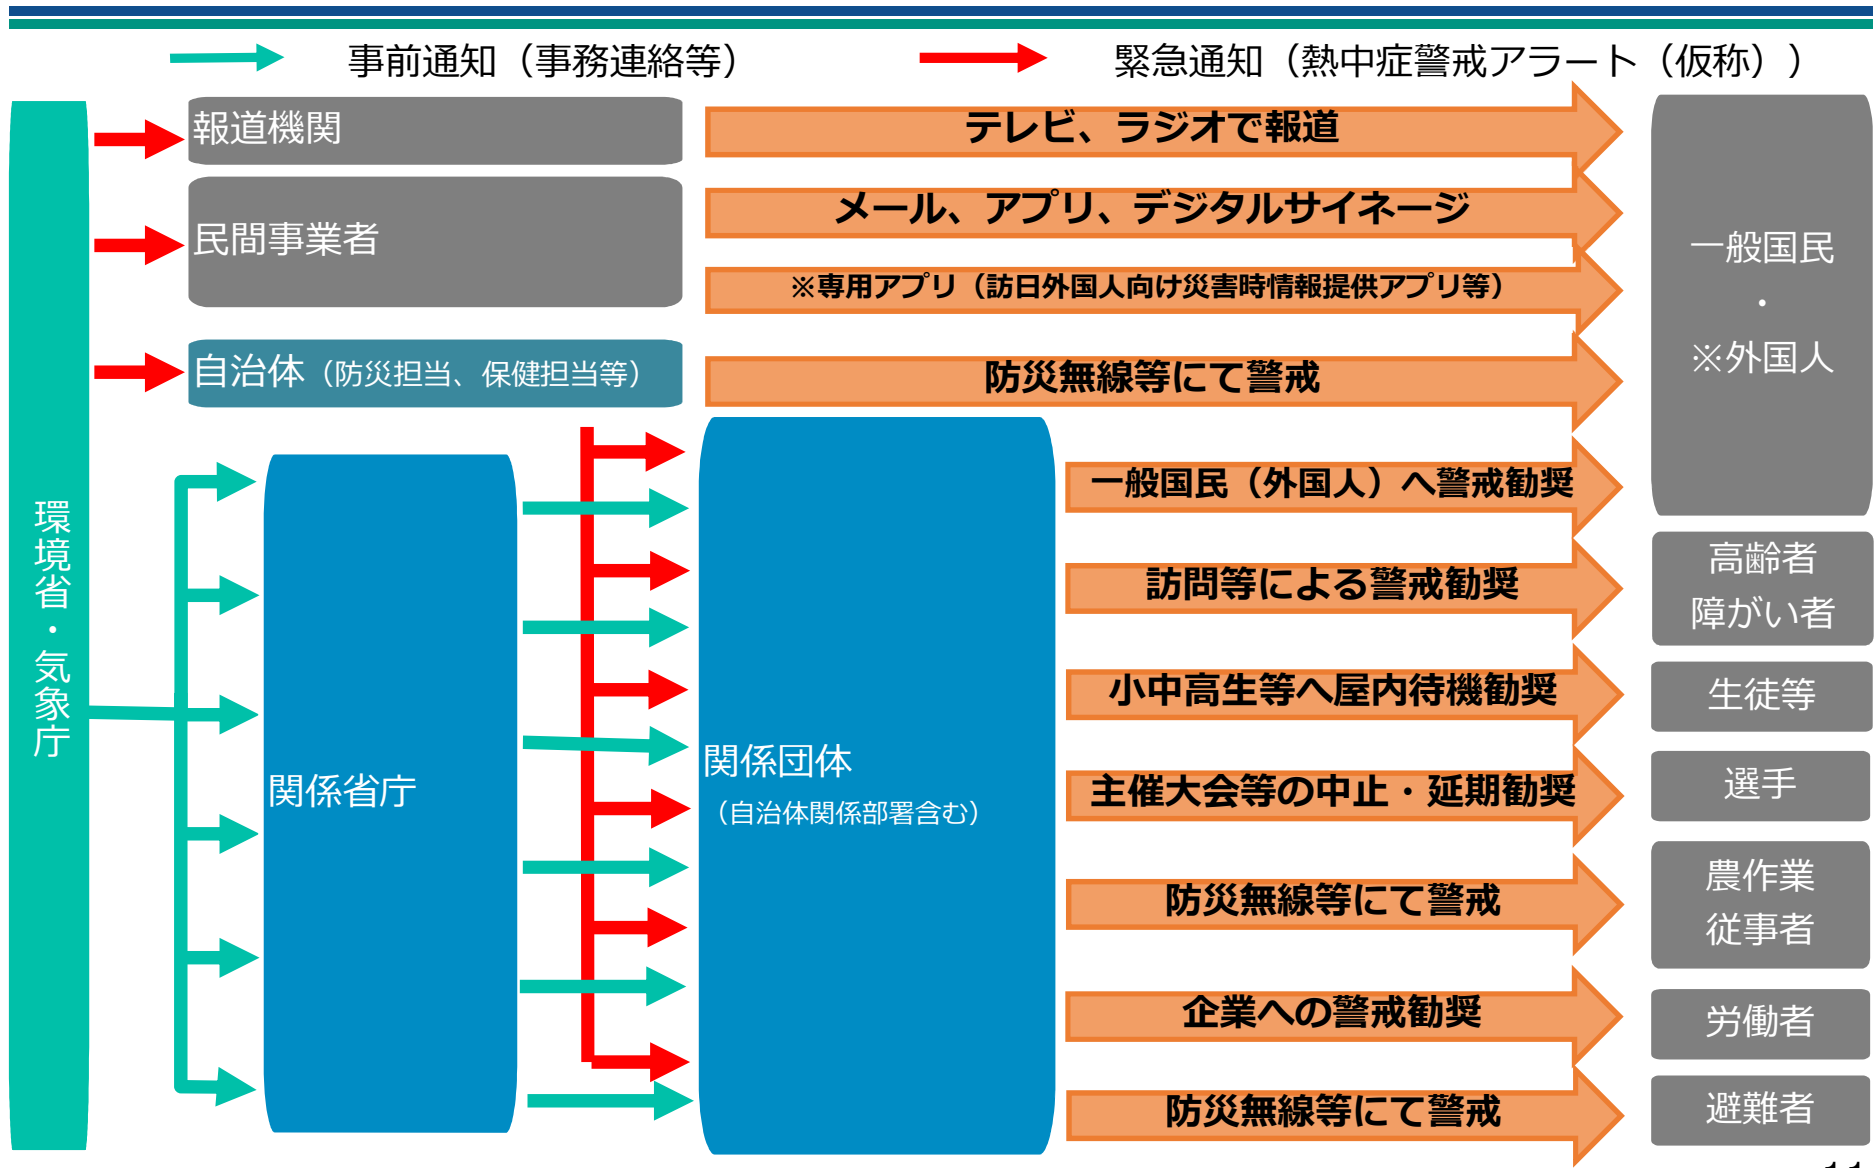 事前通知（事務連絡等）
緊急通知（熱中症警戒アラート（仮称））
報道機関
テレビ、ラジオで報道
民間事業者
メール、アプリ、デジタルサイネージ
※専用アプリ（訪日外国人向け災害時情報提供アプリ等）
自治体（防災担当、保健担当等）
防災無線等にて警戒
一般国民
・
※外国人
環境省・気象庁
関係省庁
関係団体
（自治体関係部署含む）
一般国民（外国人）へ警戒勧奨
訪問等による警戒勧奨
高齢者
障がい者
小中高生等へ屋内待機勧奨
生徒等
主催大会等の中止・延期勧奨
選手
防災無線等にて警戒
農作業
従事者
企業への警戒勧奨
労働者
防災無線等にて警戒
避難者